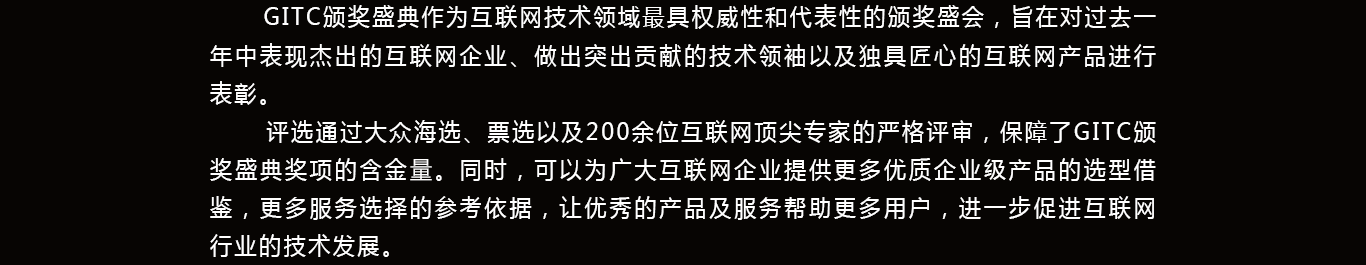 GITC颁奖盛典作为互联网技术领域最具权威性和代表性的颁奖盛会，旨在对过去一
年中表现杰出的互联网企业、做出突出贡献的技术领袖以及独具匠心的互联网产品进行
表彰。
评选通过大众海选、票选以及200余位互联网顶尖专家的严格评审，保障了GITC颁
奖盛典奖项的含金量。同时，可以为广大互联网企业提供更多优质企业级产品的选型借
鉴，更多服务选择的参考依据，让优秀的产品及服务帮助更多用户，进一步促进互联网
行业的技术发展。